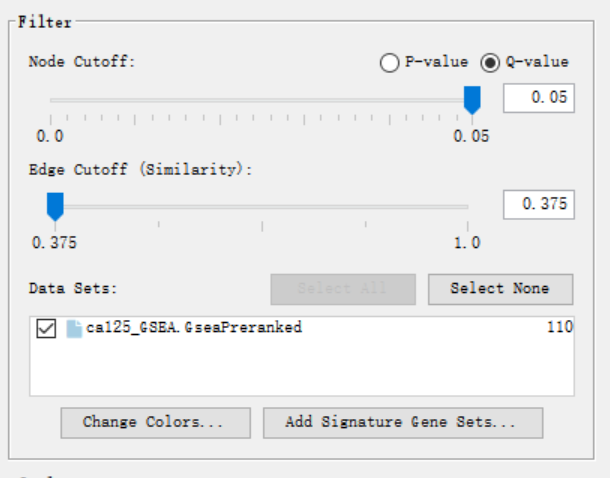 Filter
Node Cutoff:
P-value
Q-value
0.05
0.0
0.05
Edge Cutoff (Similarity):
0.375
0.375
1.0
Data Sets:
Select All
Select None
ca125_GSEA.GseaPreranked
110
Change Colors...
Add Signature Gene Sets...